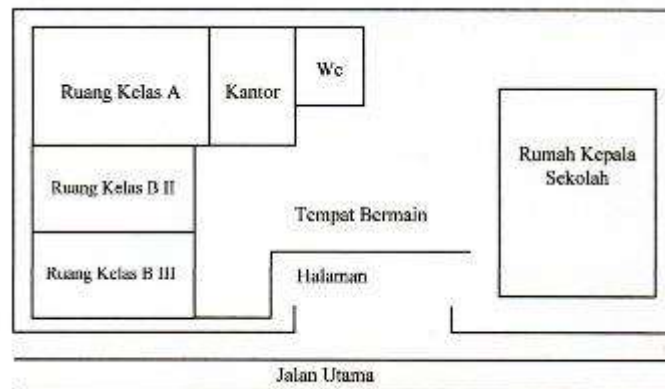 Ruang Kelas A
Kantor
Wc
Rumah Kepala
Sekolah
Ruang Kelas B II
Tempat Bermain
Ruang Kelas B III
Halaman
Jalan Utama